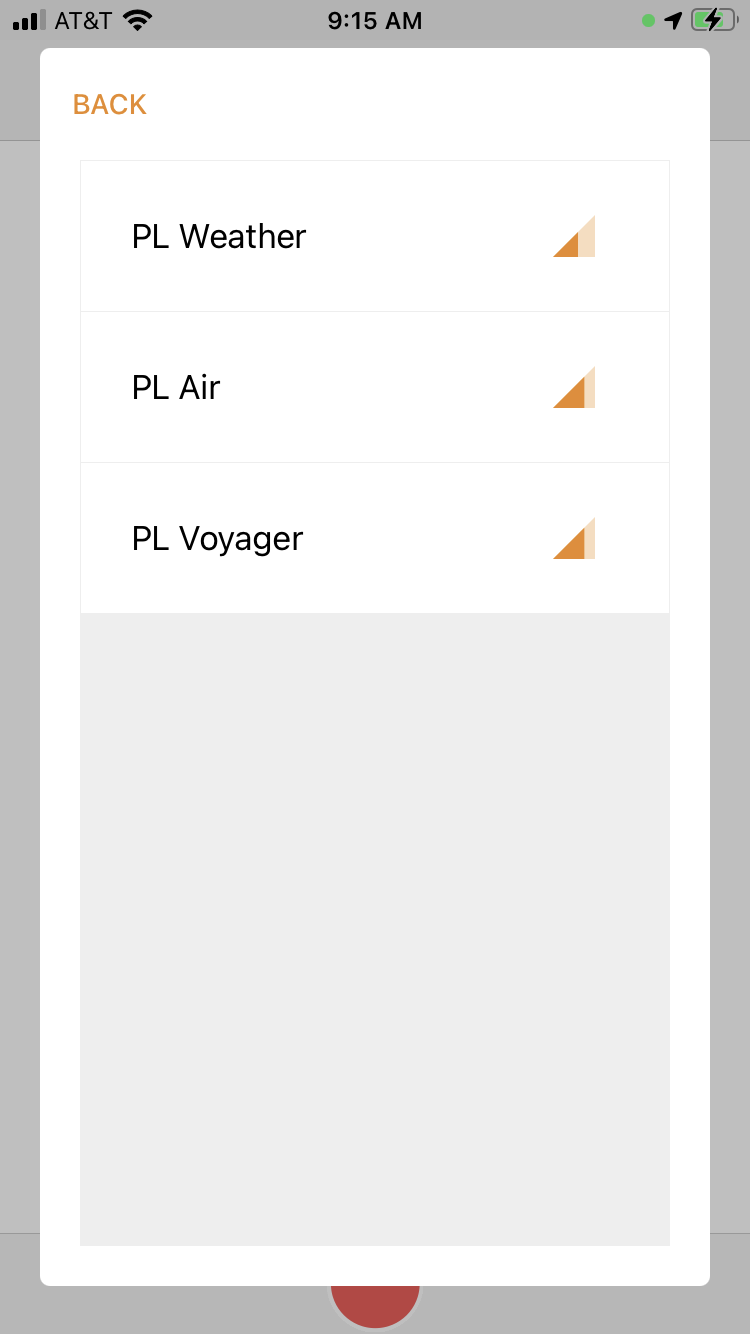 AT&T 9:15 AM
BACK
PL Weather
PL Air
PL Voyager